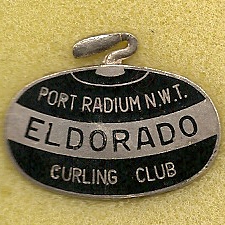 PORT RADIUM N.W.T.
ELDORADO
CURLING CLUB